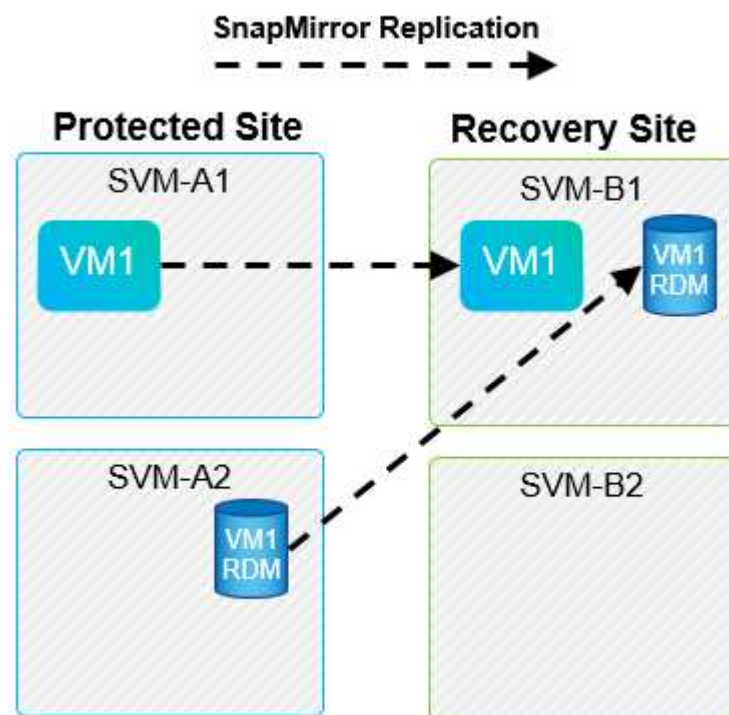 SnapMirror Replication
Protected Site
Recovery Site
SVM-A1
SVM-B1
VM1
VM1
VM1
RDM
SVM-A2
SVM-B2
VM1
RDM